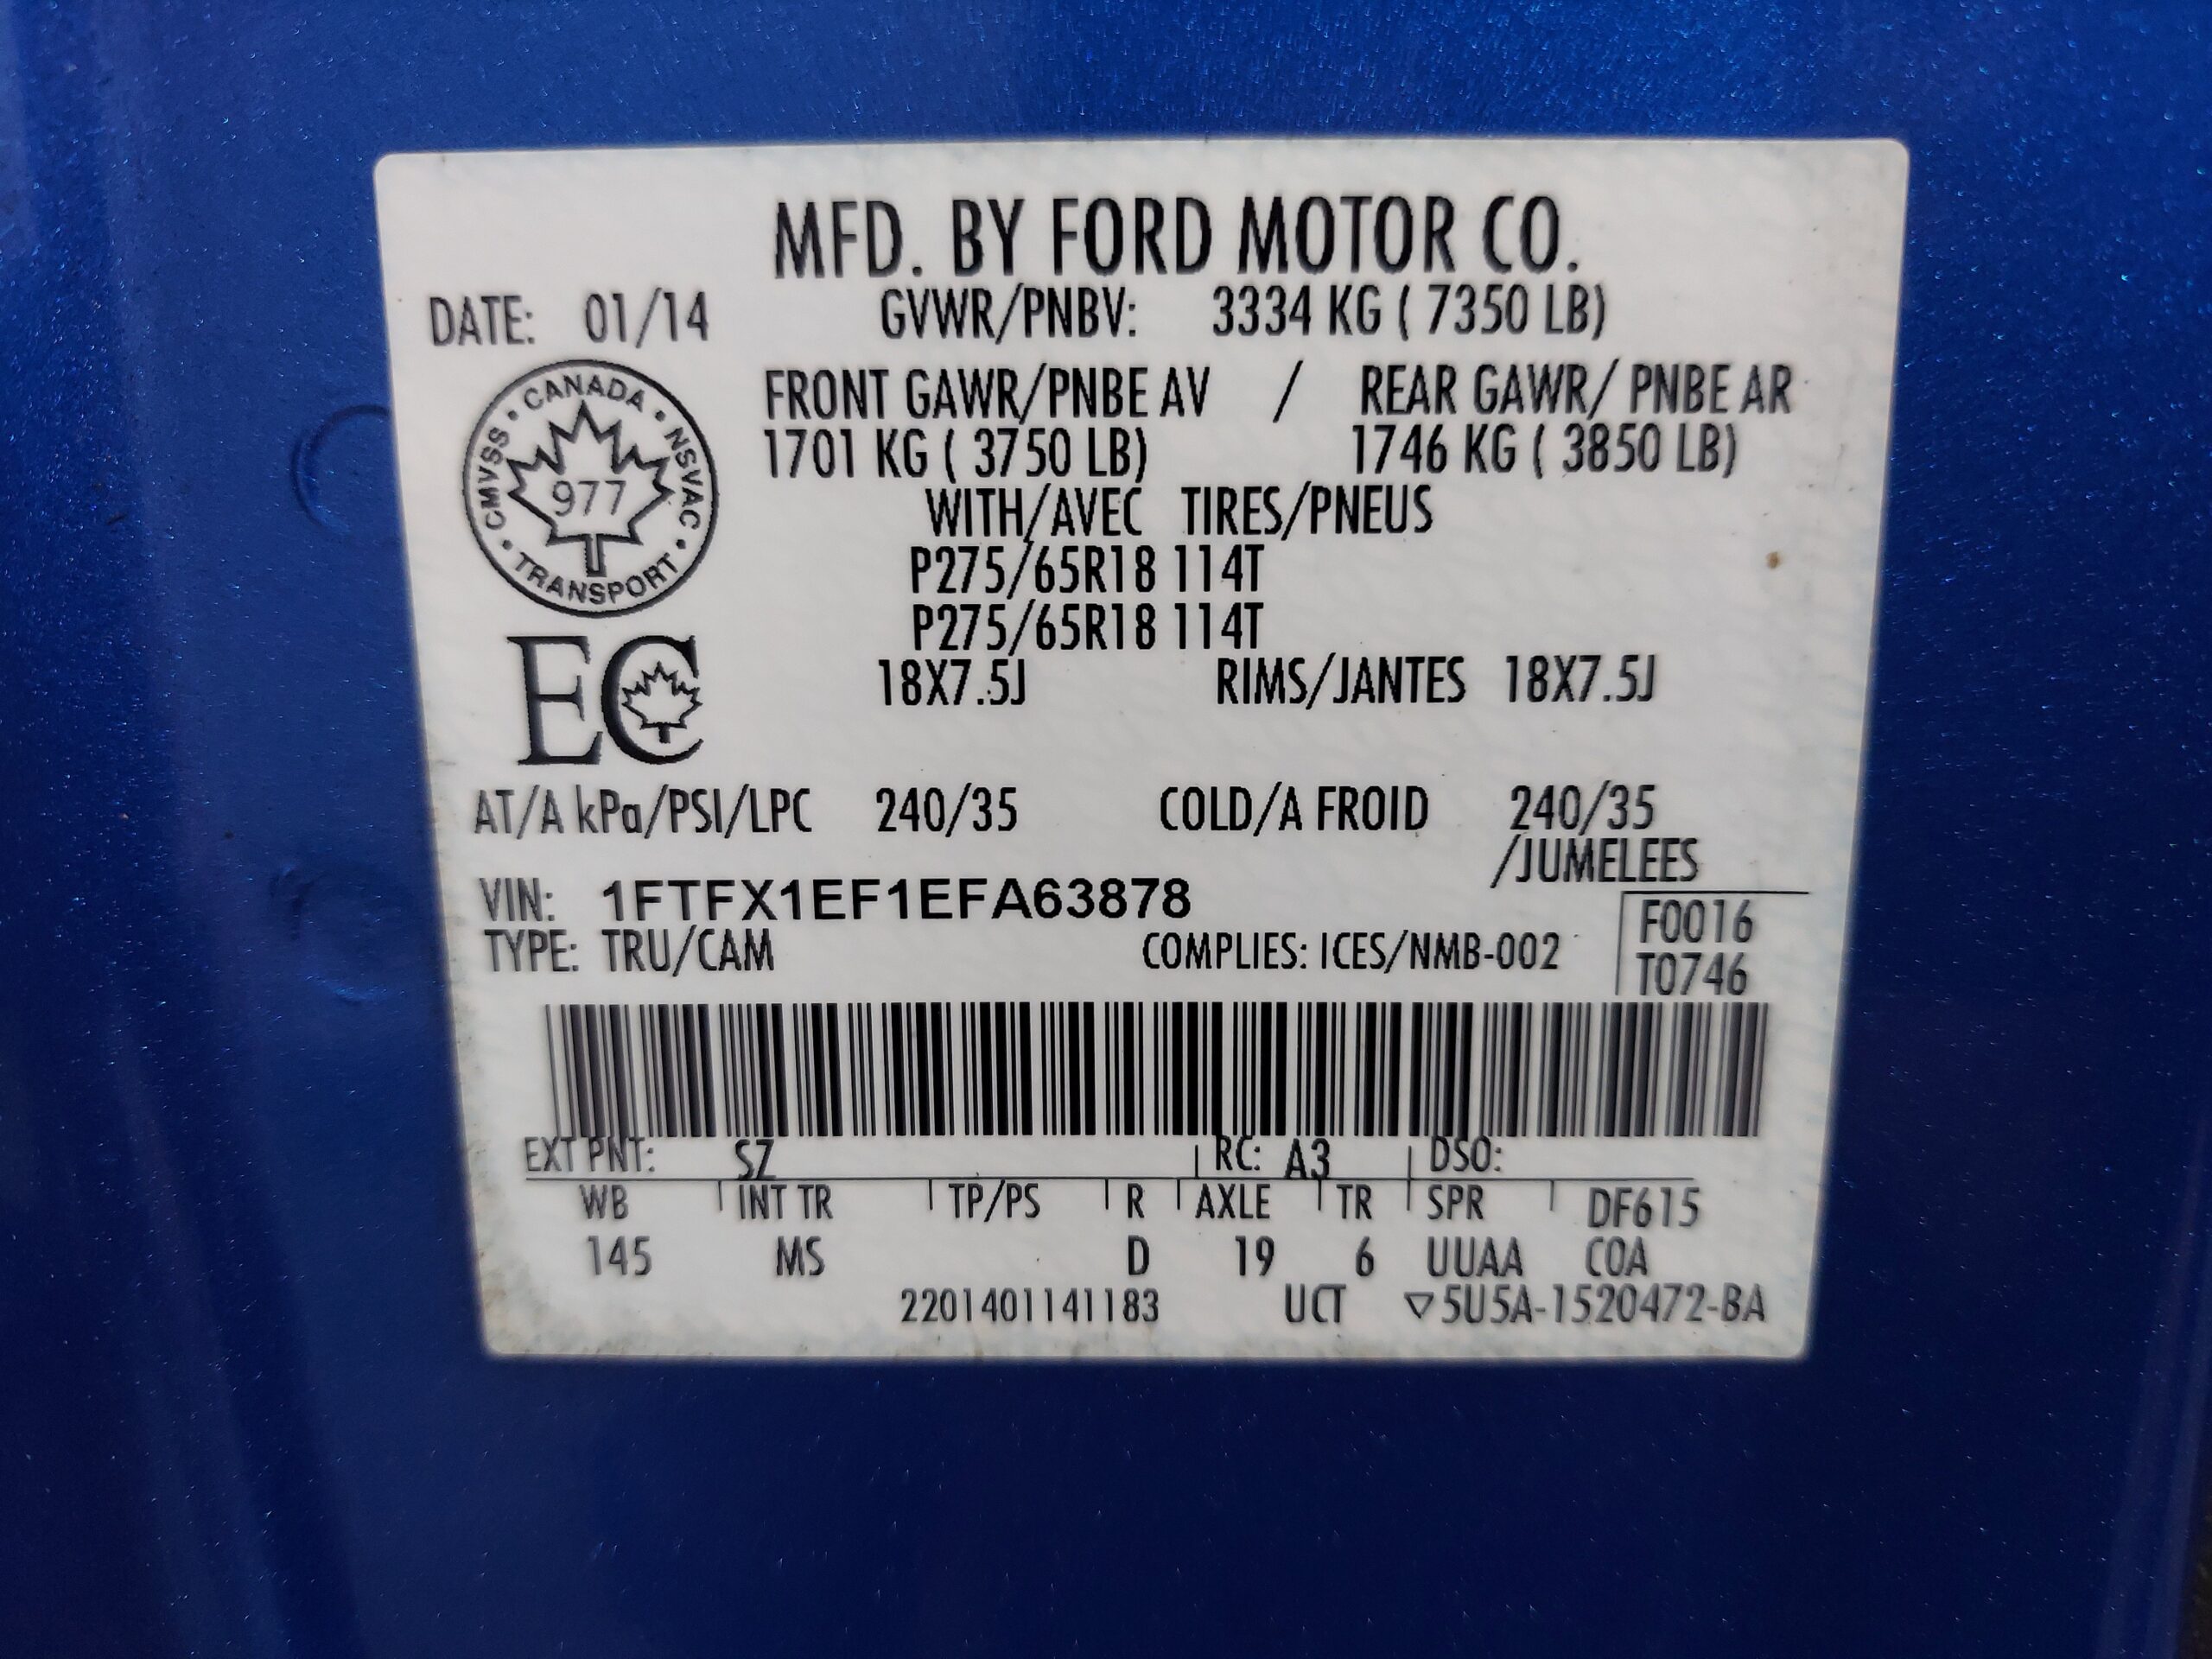 MFD. BY FORD MOTOR CO.
DATE: 01/14 GVWR/PNBV: 3334 KG ( 7350 LB)
CANADA • NSVAC • TRANSPORT • CMVSS •
977
FRONT GAWR/PNBE AV / REAR GAWR/ PNBE AR
1701 KG ( 3750 LB) 1746 KG ( 3850 LB)
WITH/AVEC TIRES/PNEUS
P275/65R18 114T
P275/65R18 114T
EC
18X7.5J RIMS/JANTES 18X7.5J
AT/A kPa/PSI/LPC 240/35 COLD/A FROID 240/35
/JUMELEES
VIN: 1FTFX1EF1EFA63878
F0016
TYPE: TRU/CAM COMPLIES: ICES/NMB-002
T0746
EXT PNT: SZ RC: A3 DSO:
WB INT TR TP/PS R AXLE TR SPR DF615
145 MS D 19 6 UUAA COA
2201401141183 UCT ▽5U5A-1520472-BA